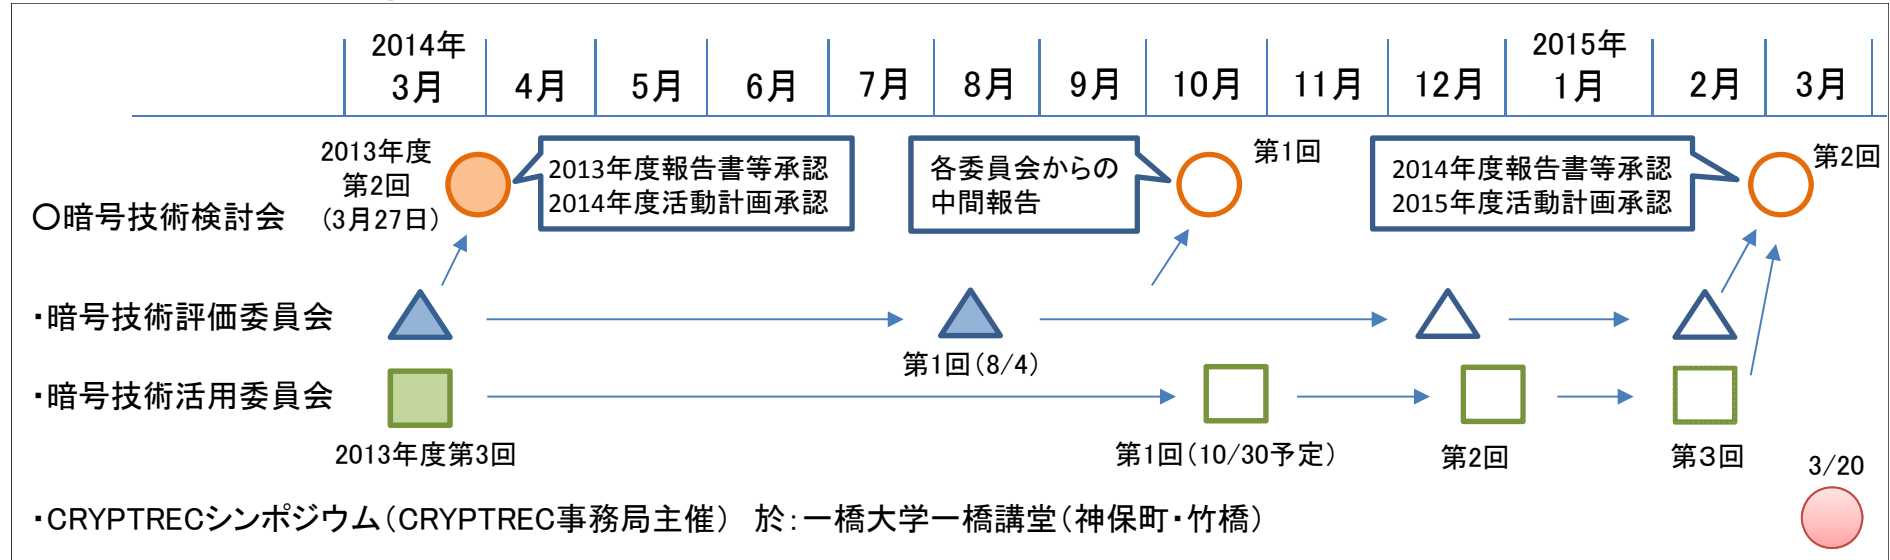 2014年
3月
4月
5月
6月
7月
8月
9月
10月
11月
12月
2015年
1月
2月
3月
○暗号技術検討会
2013年度
第2回
(3月27日)
2013年度報告書等承認
2014年度活動計画承認
各委員会からの
中間報告
第1回
2014年度報告書等承認
2015年度活動計画承認
第2回
・暗号技術評価委員会
第1回(8/4)
・暗号技術活用委員会
2013年度第3回
第1回(10/30予定)
第2回
第3回
3/20
・CRYPTRECシンポジウム(CRYPTREC事務局主催) 於:一橋大学一橋講堂(神保町・竹橋)